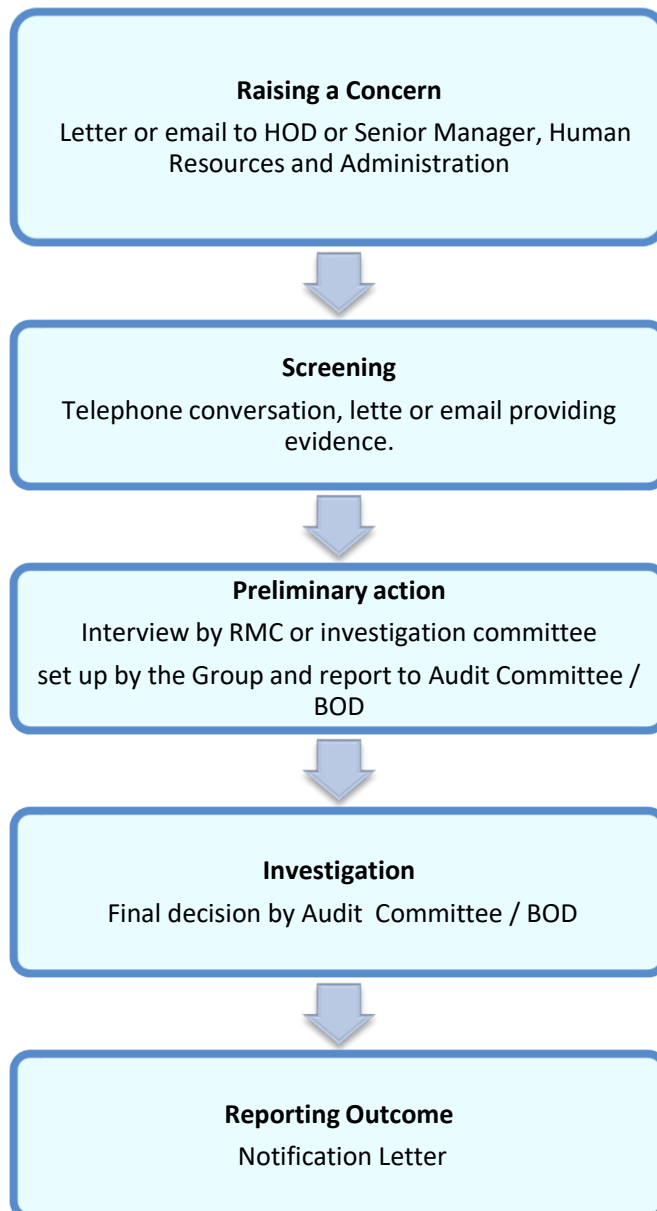 Raising a Concern
Letter or email to HOD or Senior Manager, Human
Resources and Administration
Screening
Telephone conversation, lette or email providing
evidence.
Preliminary action
Interview by RMC or investigation committee
set up by the Group and report to Audit Committee /
BOD
Investigation
Final decision by Audit Committee / BOD
Reporting Outcome
Notification Letter